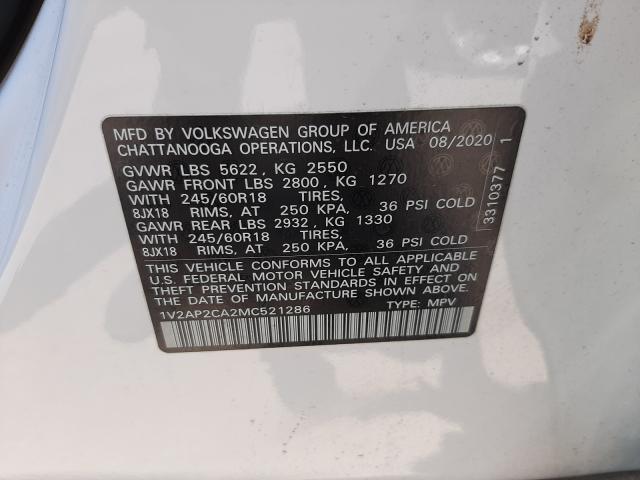 MFD BY VOLKSWAGEN GROUP OF AMERICA
CHATTANOOGA OPERATIONS, LLC. USA 08/2020
GVWR LBS 5622 , KG 2550
GAWR FRONT LBS 2800 , KG 1270
WITH 245/60R18 TIRES,
8JX18 RIMS, AT 250 KPA, 36 PSI COLD
GAWR REAR LBS 2932 , KG 1330
WITH 245/60R18 TIRES,
8JX18 RIMS, AT 250 KPA, 36 PSI COLD
THIS VEHICLE CONFORMS TO ALL APPLICABLE
U.S. FEDERAL MOTOR VEHICLE SAFETY AND
THEFT PREVENTION STANDARDS IN EFFECT ON
DATE OF MANUFACTURE SHOWN ABOVE.
1V2AP2CA2MC521286 TYPE: MPV
3310377 1